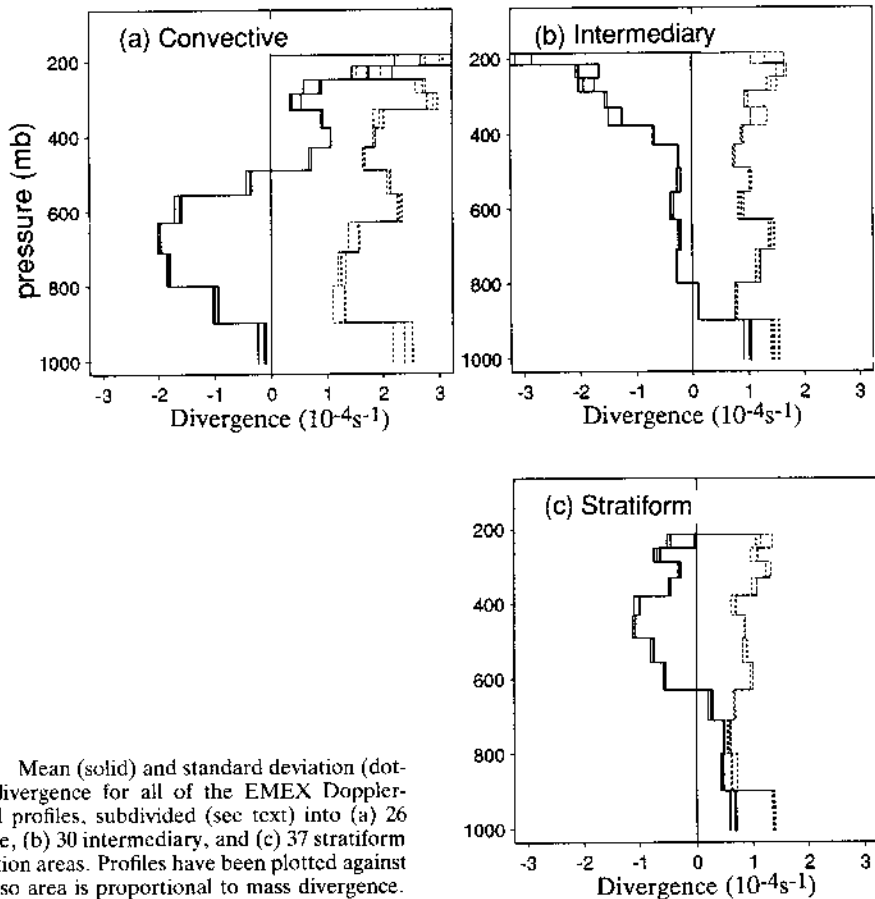 (a) Convective
200
400
600
800
1000
pressure (mb)
-3 -2 -1 0 1 2 3
Divergence (10-4s-1)
(b) Intermediary
200
400
600
800
1000
-3 -2 -1 0 1 2 3
Divergence (10-4s-1)
(c) Stratiform
200
400
600
800
1000
-3 -2 -1 0 1 2 3
Divergence (10-4s-1)
Mean (solid) and standard deviation (dot-
divergence for all of the EMEX Doppler-
profiles, subdivided (see text) into (a) 26
e, (b) 30 intermediary, and (c) 37 stratiform
tion areas. Profiles have been plotted against
so area is proportional to mass divergence.